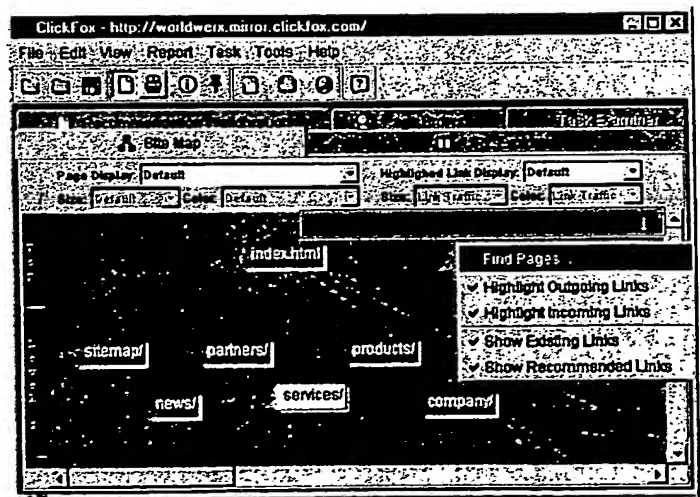 ClickFox - http://worldwerx.mirror.clickfox.com/
File Edit View Report Task Tools Help
Task Examiner
Site Map
Page Display: Default Highlighted Link Display: Default
Size: Default Color: Default Size: Link Traffic Color: Link Traffic
index.html
Find Pages
Highlight Outgoing Links
Highlight Incoming Links
Show Existing Links
Show Recommended Links
sitemap/ partners/ products/
news/ services/ company/